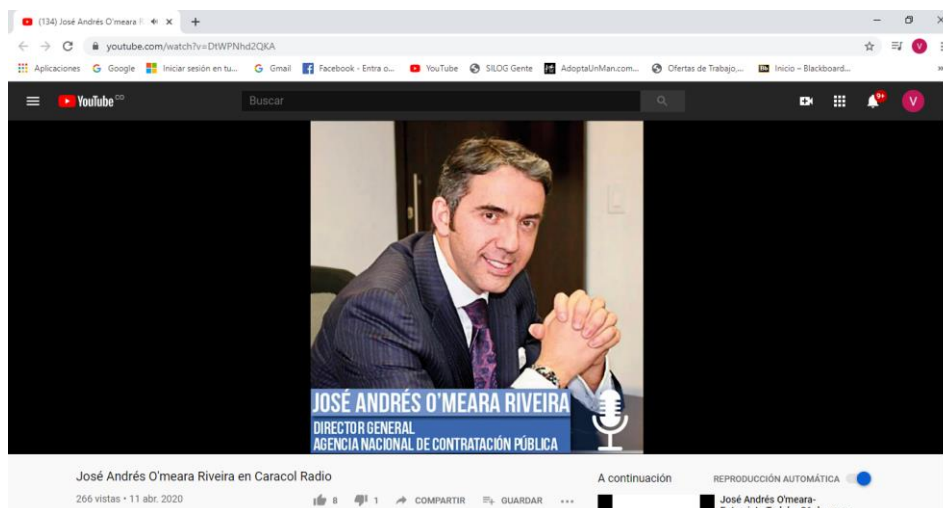 (134) José Andrés O'meara R
youtube.com/watch?v=DtWPNhd2QKA
Aplicaciones Google Iniciar sesión en tu... Gmail Facebook - Entra o... YouTube SILOG Gente AdoptaUnMan.com... Ofertas de Trabajo,... Bb Inicio – Blackboard...
YouTube CO Buscar 9+ V
JOSÉ ANDRÉS O'MEARA RIVEIRA
DIRECTOR GENERAL
AGENCIA NACIONAL DE CONTRATACIÓN PÚBLICA
José Andrés O'meara Riveira en Caracol Radio
266 vistas • 11 abr. 2020
8 1 COMPARTIR GUARDAR
A continuación REPRODUCCIÓN AUTOMÁTICA
José Andrés O'meara-